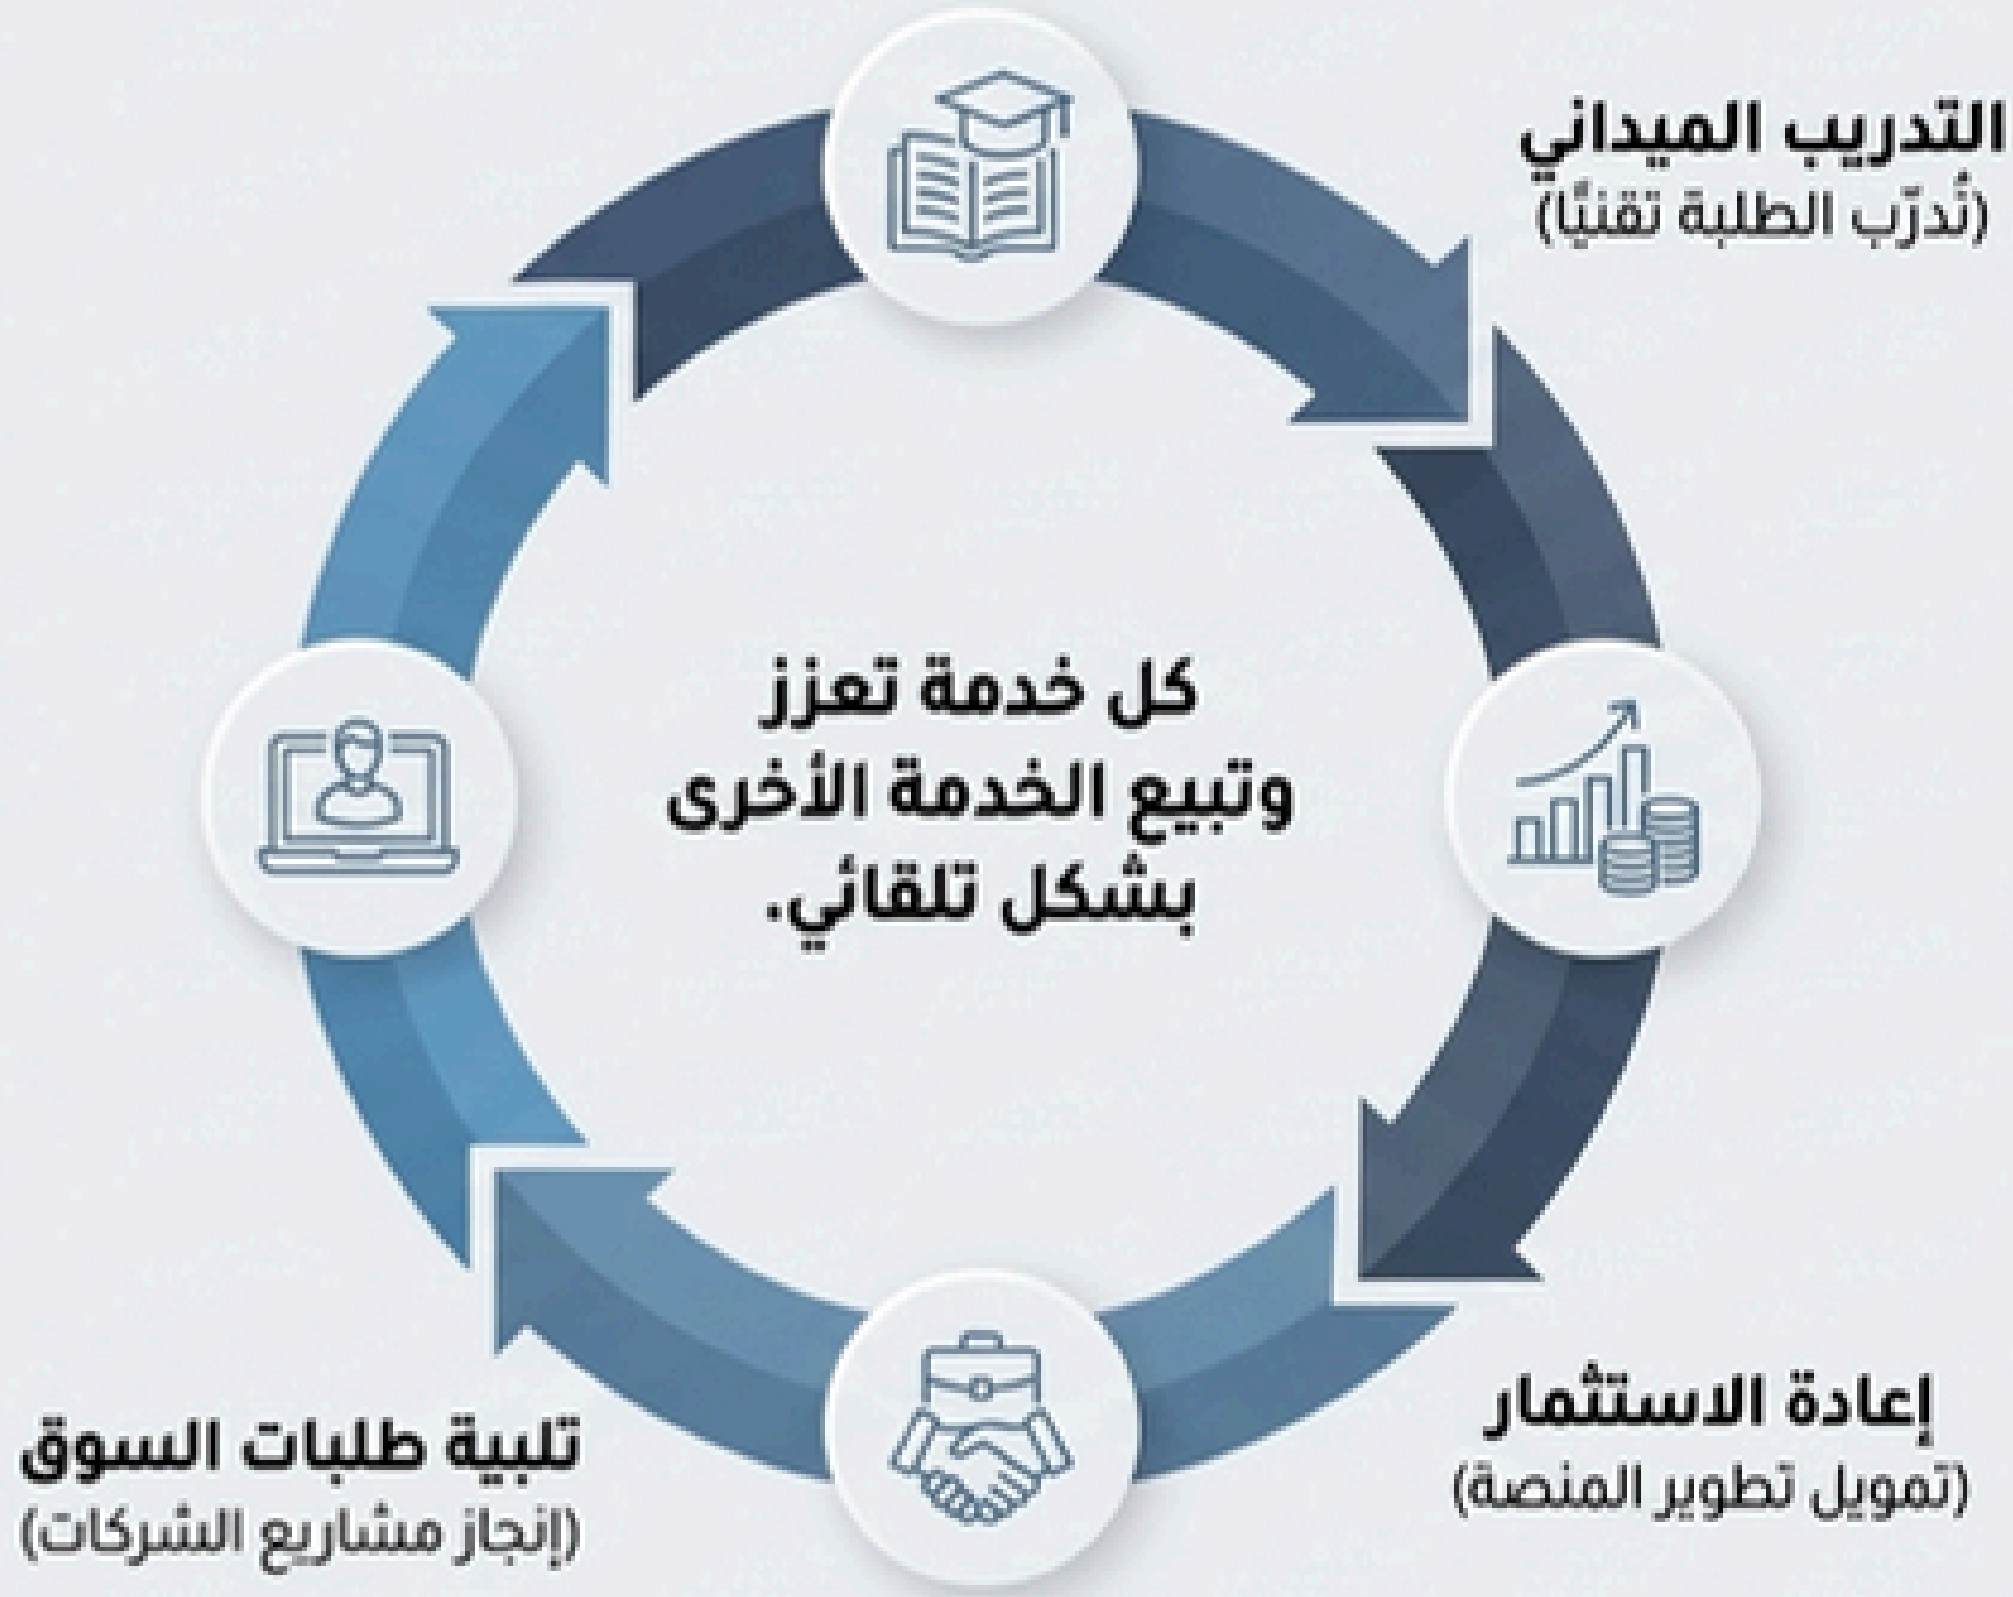 التدريب الميداني
(نُدرّب الطلبة تقنيًا)
كل خدمة تعزز
وتبيع الخدمة الأخرى
بشكل تلقائي.
إعادة الاستثمار
(تمويل تطوير المنصة)
تلبية طلبات السوق
(إنجاز مشاريع الشركات)